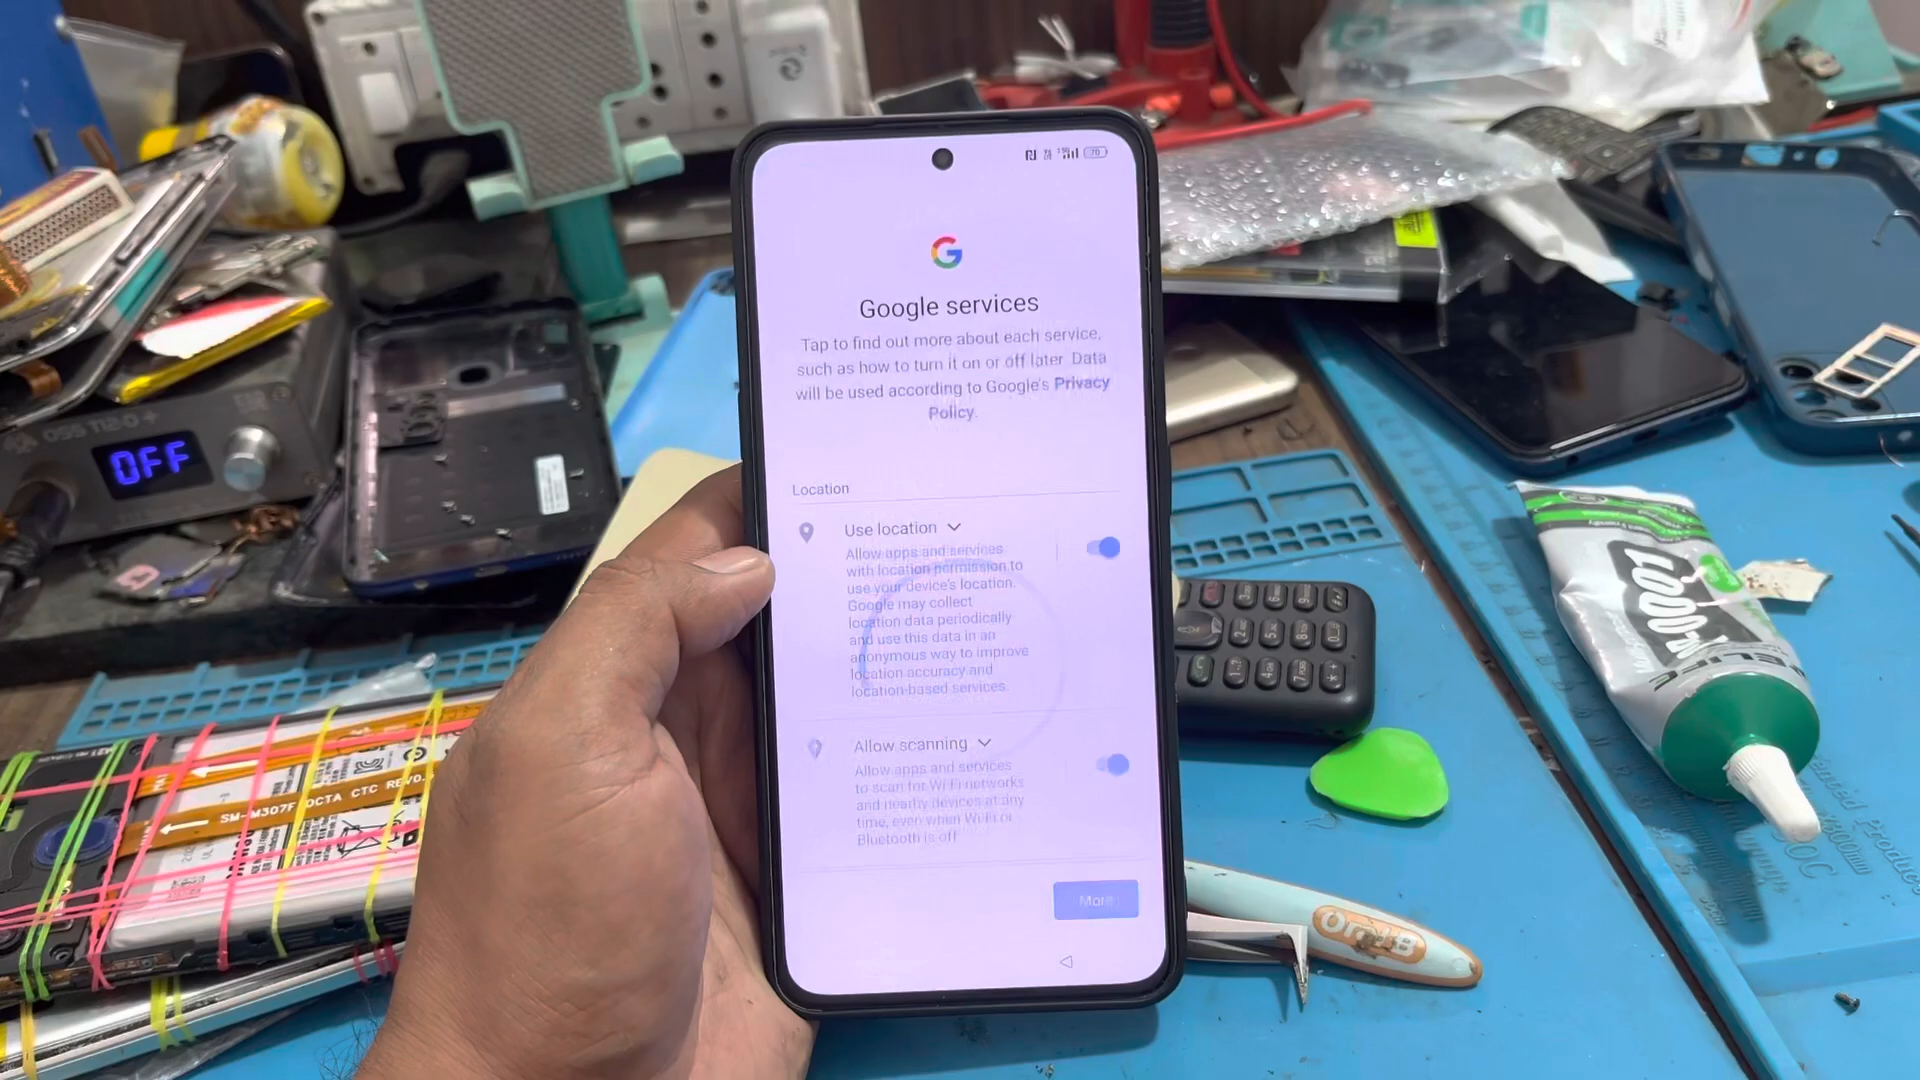 70
Google services
Tap to find out more about each service,
such as how to turn it on or off later. Data
will be used according to Google's Privacy
Policy.
Location
Use location
Allow apps and services
with location permission to
use your device's location.
Google may collect
location data periodically
and use this data in an
anonymous way to improve
location accuracy and
location-based services.
Allow scanning
Allow apps and services
to scan for Wi-Fi networks
and nearby devices at any
time, even when Wi-Fi or
Bluetooth is off
More
OFF
OSS T12D +
SM-M307F OCTA CTC REV0.
Oral-B